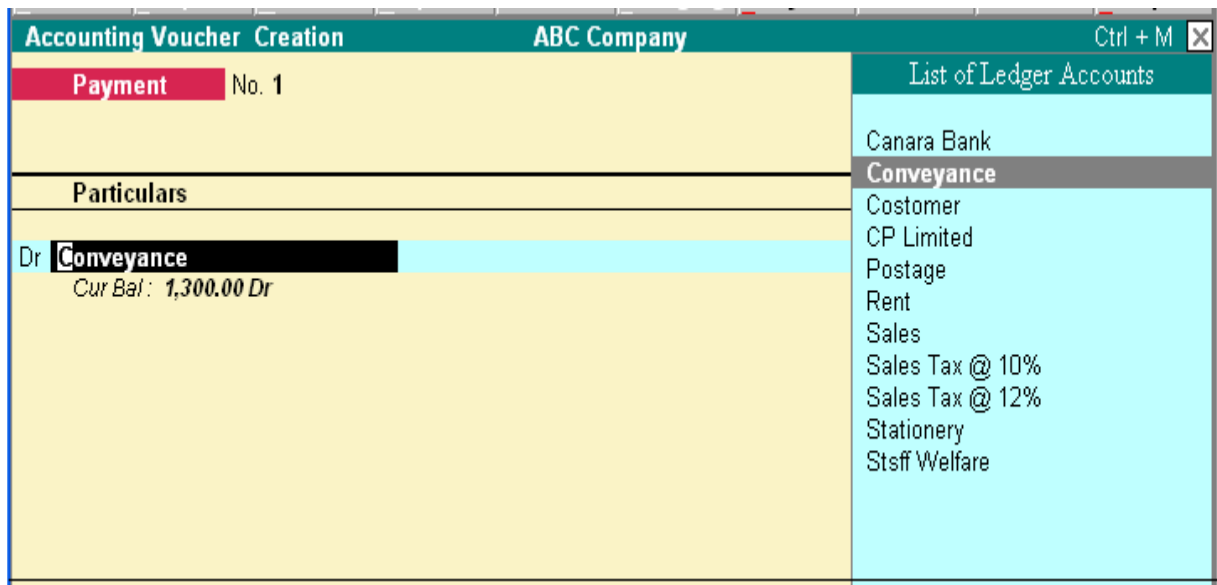 Accounting Voucher Creation ABC Company Ctrl + M
Payment No. 1
Particulars
Dr Conveyance
Cur Bal : 1,300.00 Dr
List of Ledger Accounts
Canara Bank
Conveyance
Costomer
CP Limited
Postage
Rent
Sales
Sales Tax @ 10%
Sales Tax @ 12%
Stationery
Stsff Welfare